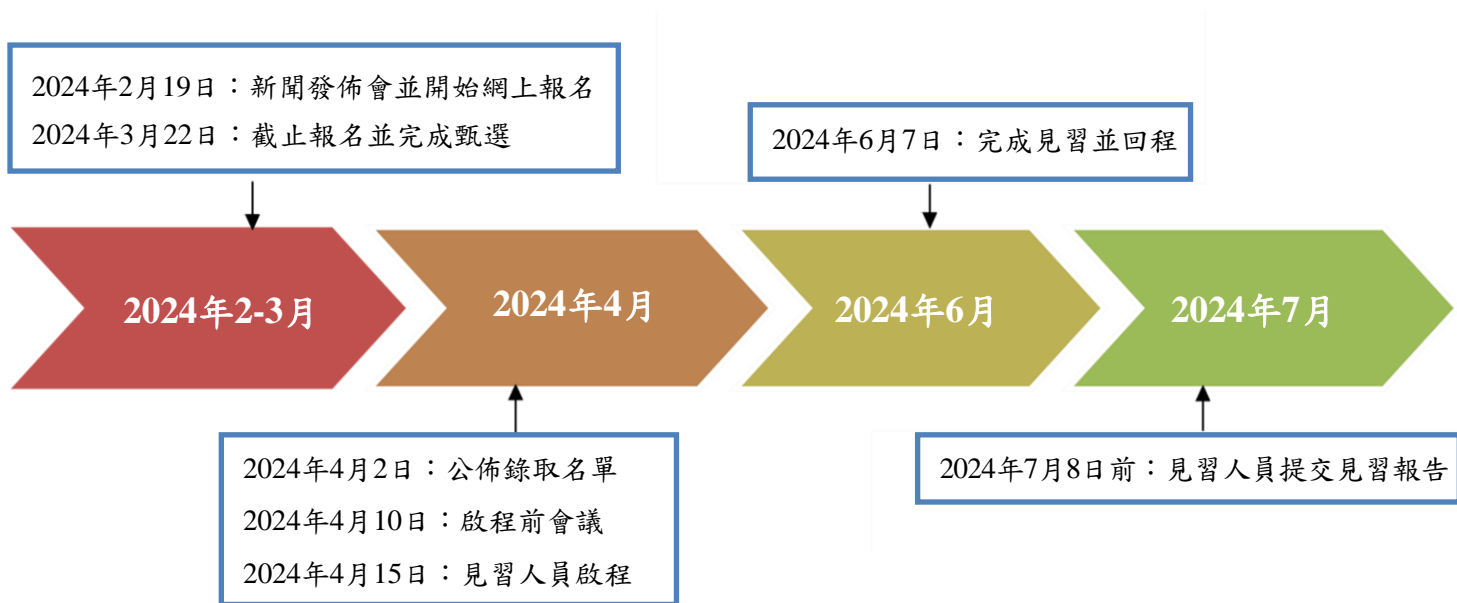 2024年2月19日：新聞發佈會並開始網上報名
2024年3月22日：截止報名並完成甄選
2024年6月7日：完成見習並回程
2024年2-3月
2024年4月
2024年6月
2024年7月
2024年4月2日：公佈錄取名單
2024年4月10日：啟程前會議
2024年4月15日：見習人員啟程
2024年7月8日前：見習人員提交見習報告